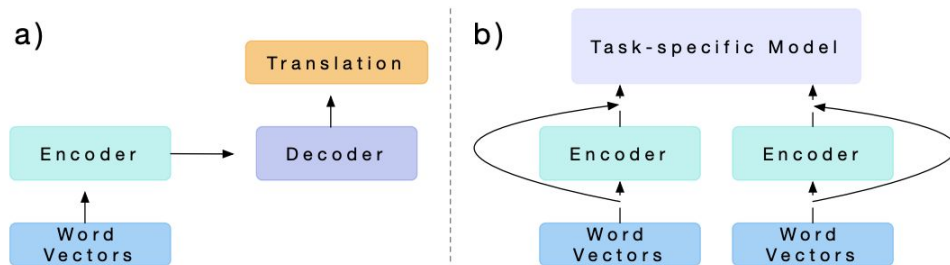 a)
Translation
Encoder
Decoder
Word
Vectors
b)
Task-specific Model
Encoder
Encoder
Word
Vectors
Word
Vectors